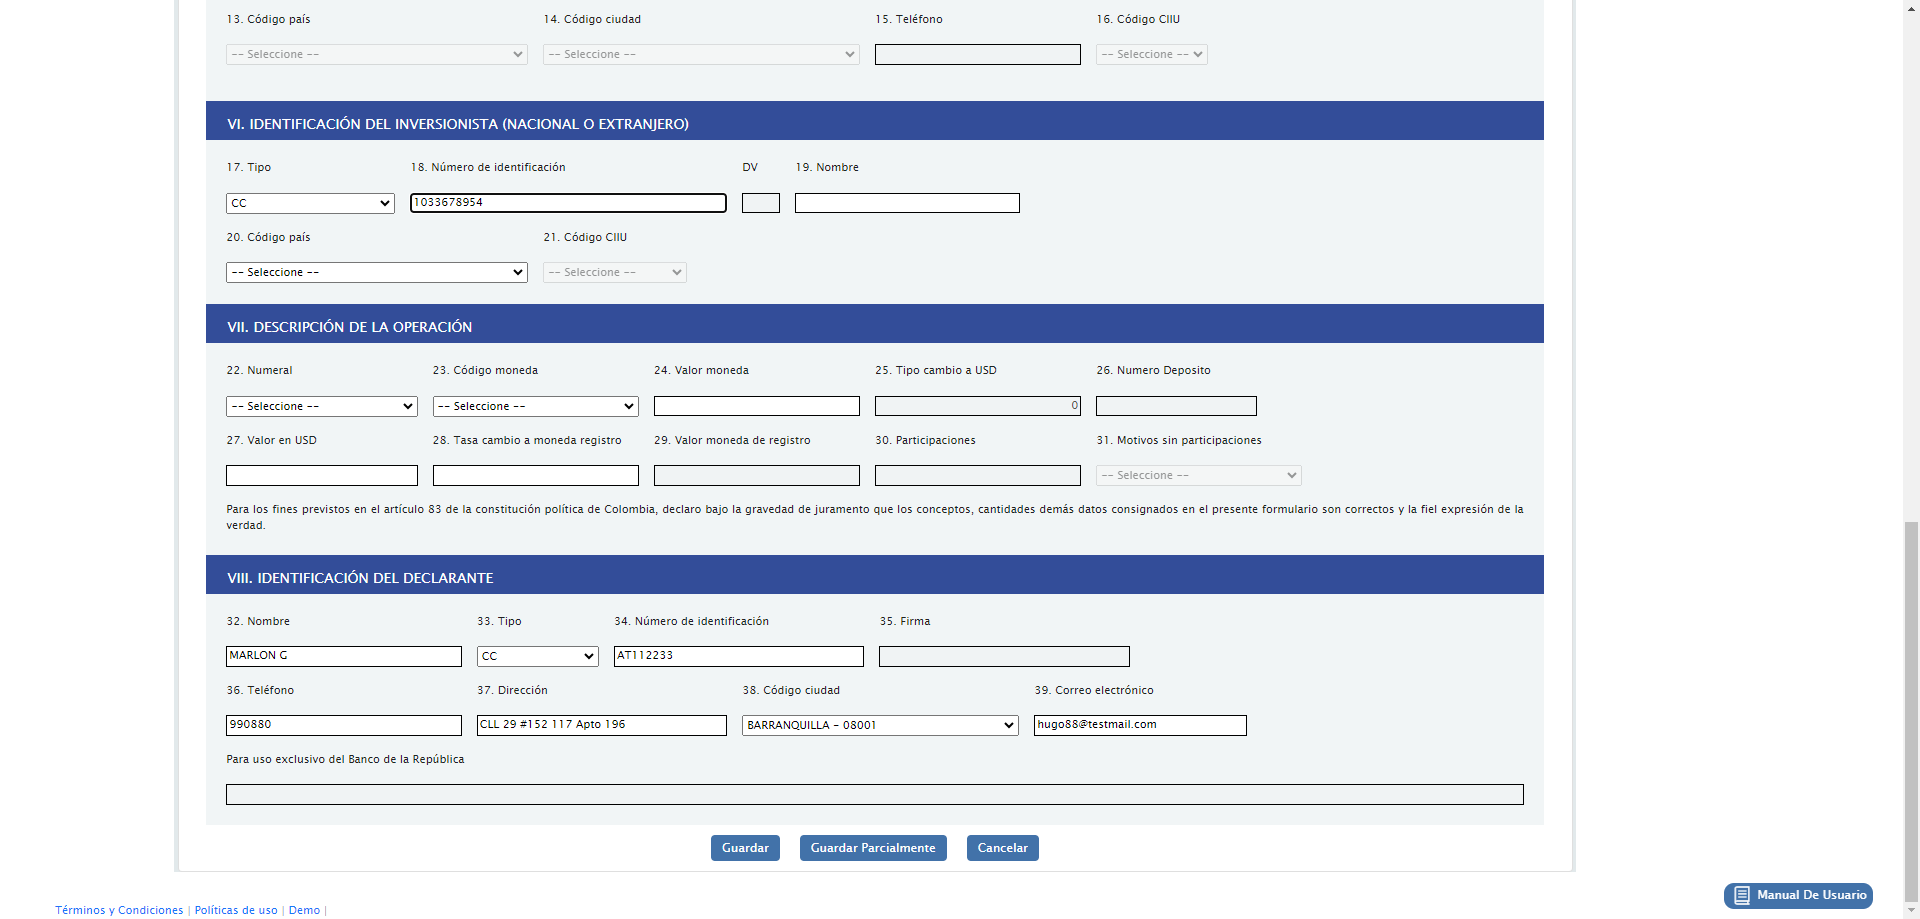 13. Código país 14. Código ciudad 15. Teléfono 16. Código CIIU
-- Seleccione -- -- Seleccione -- -- Seleccione --
VI. IDENTIFICACIÓN DEL INVERSIONISTA (NACIONAL O EXTRANJERO)
17. Tipo 18. Número de identificación DV 19. Nombre
CC 1033678954
20. Código país 21. Código CIIU
-- Seleccione -- -- Seleccione --
VII. DESCRIPCIÓN DE LA OPERACIÓN
22. Numeral 23. Código moneda 24. Valor moneda 25. Tipo cambio a USD 26. Numero Deposito
-- Seleccione -- -- Seleccione -- 0
27. Valor en USD 28. Tasa cambio a moneda registro 29. Valor moneda de registro 30. Participaciones 31. Motivos sin participaciones
-- Seleccione --
Para los fines previstos en el artículo 83 de la constitución política de Colombia, declaro bajo la gravedad de juramento que los conceptos, cantidades demás datos consignados en el presente formulario son correctos y la fiel expresión de la
verdad.
VIII. IDENTIFICACIÓN DEL DECLARANTE
32. Nombre 33. Tipo 34. Número de identificación 35. Firma
MARLON G CC AT112233
36. Teléfono 37. Dirección 38. Código ciudad 39. Correo electrónico
990880 CLL 29 #152 117 Apto 196 BARRANQUILLA - 08001 hugo88@testmail.com
Para uso exclusivo del Banco de la República
Guardar Guardar Parcialmente Cancelar
Manual De Usuario
Términos y Condiciones | Políticas de uso | Demo |